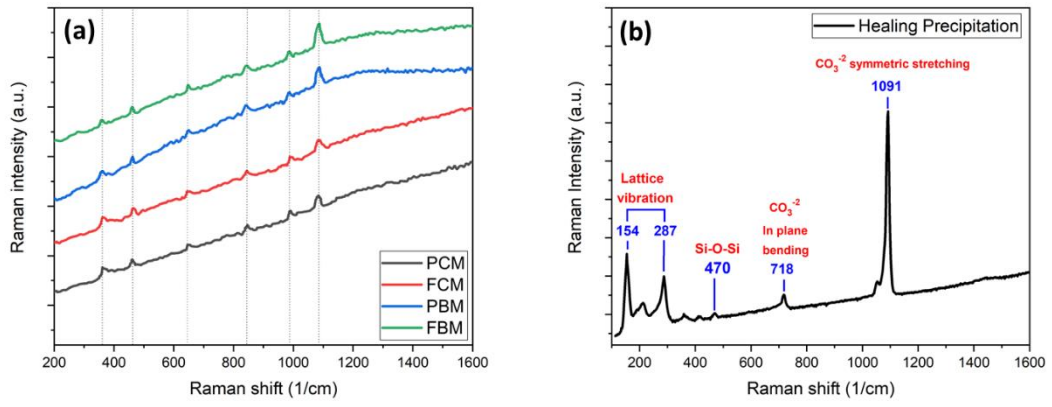 (a)
Raman intensity (a.u.)
PCM
FCM
PBM
FBM
200 400 600 800 1000 1200 1400 1600
Raman shift (1/cm)
(b)
Healing Precipitation
Raman Intensity (a.u.)
CO₃⁻² symmetric stretching
1091
Lattice
vibration
154 287
Si-O-Si
470
CO₃⁻²
In plane
bending
718
200 400 600 800 1000 1200 1400 1600
Raman shift (1/cm)